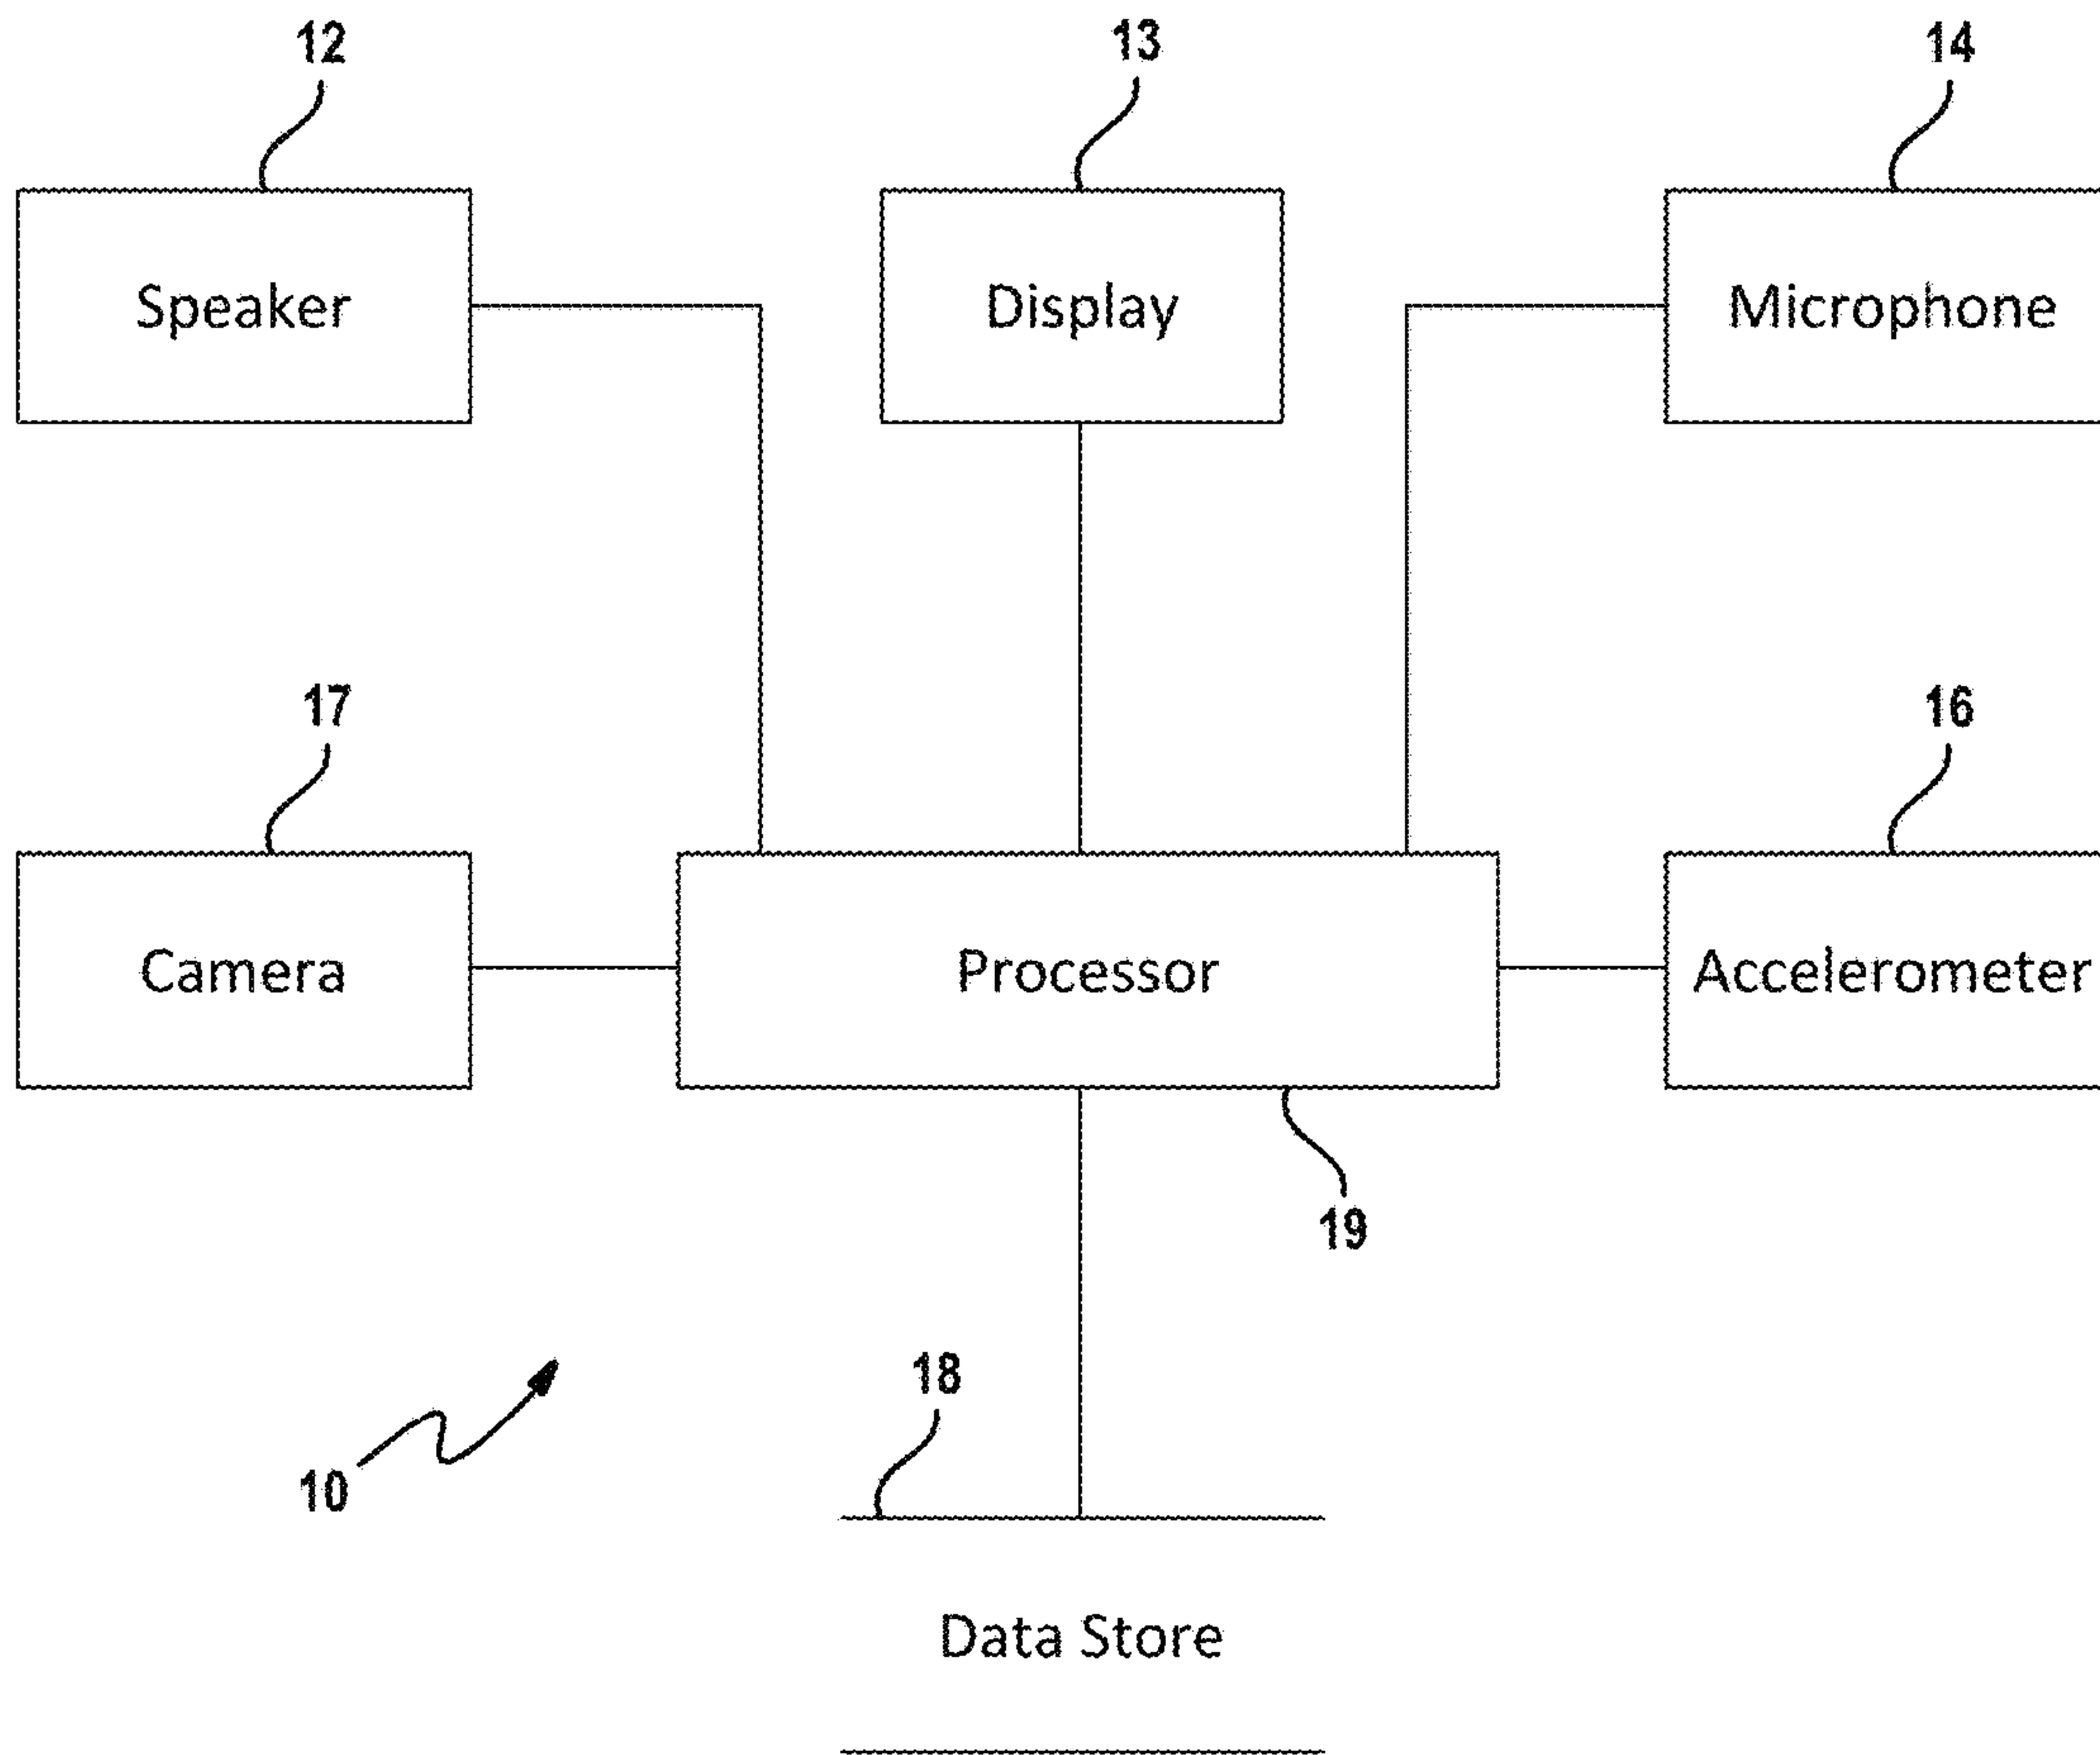 12
13
14
Speaker
Display
Microphone
17
16
Camera
Processor
Accelerometer
19
18
10
Data Store